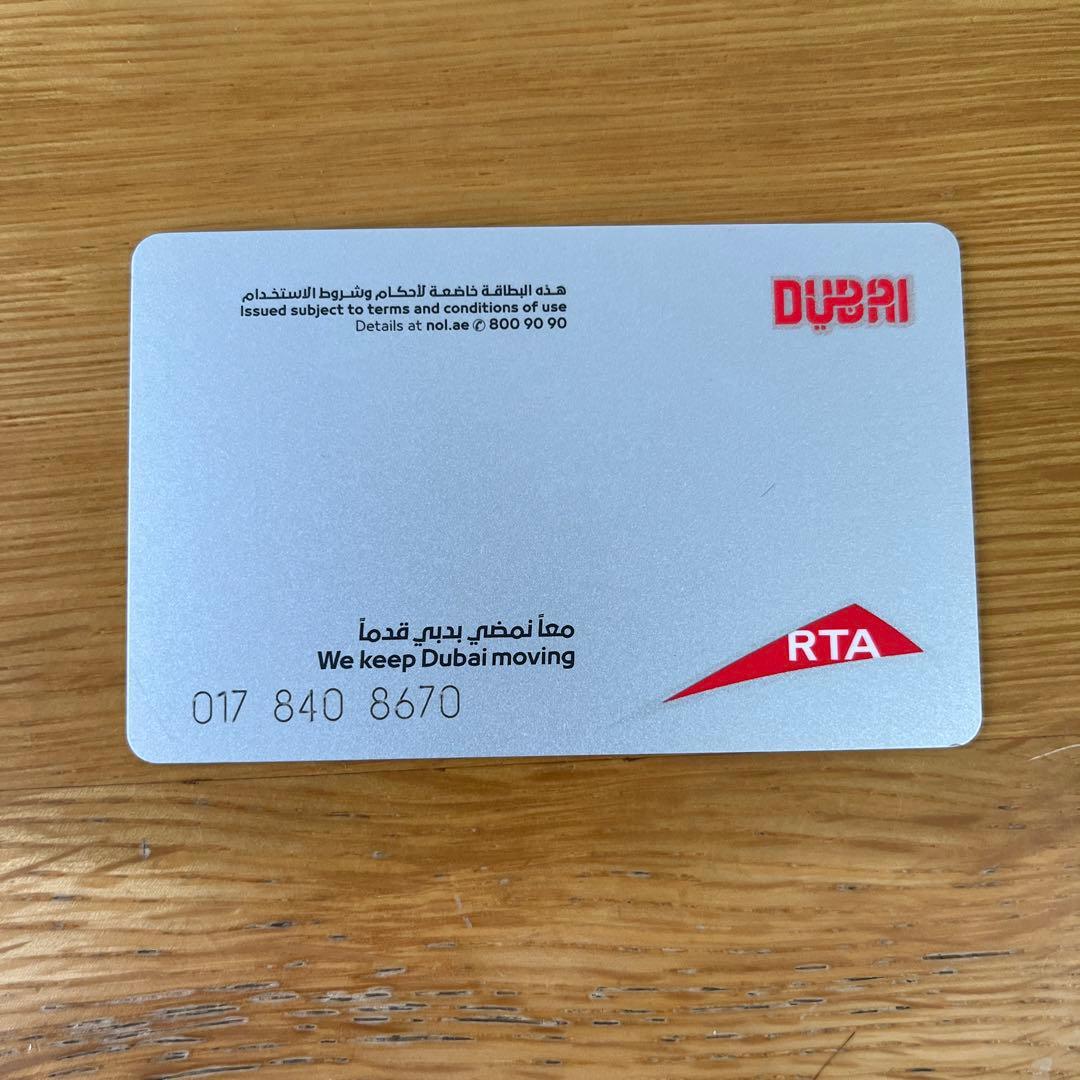 هذه البطاقة خاضعة لأحكام وشروط الاستخدام
Issued subject to terms and conditions of use
Details at nol.ae ✆ 800 90 90
DUBAI
معاً نمضي بدبي قدماً
We keep Dubai moving
017 840 8670
RTA